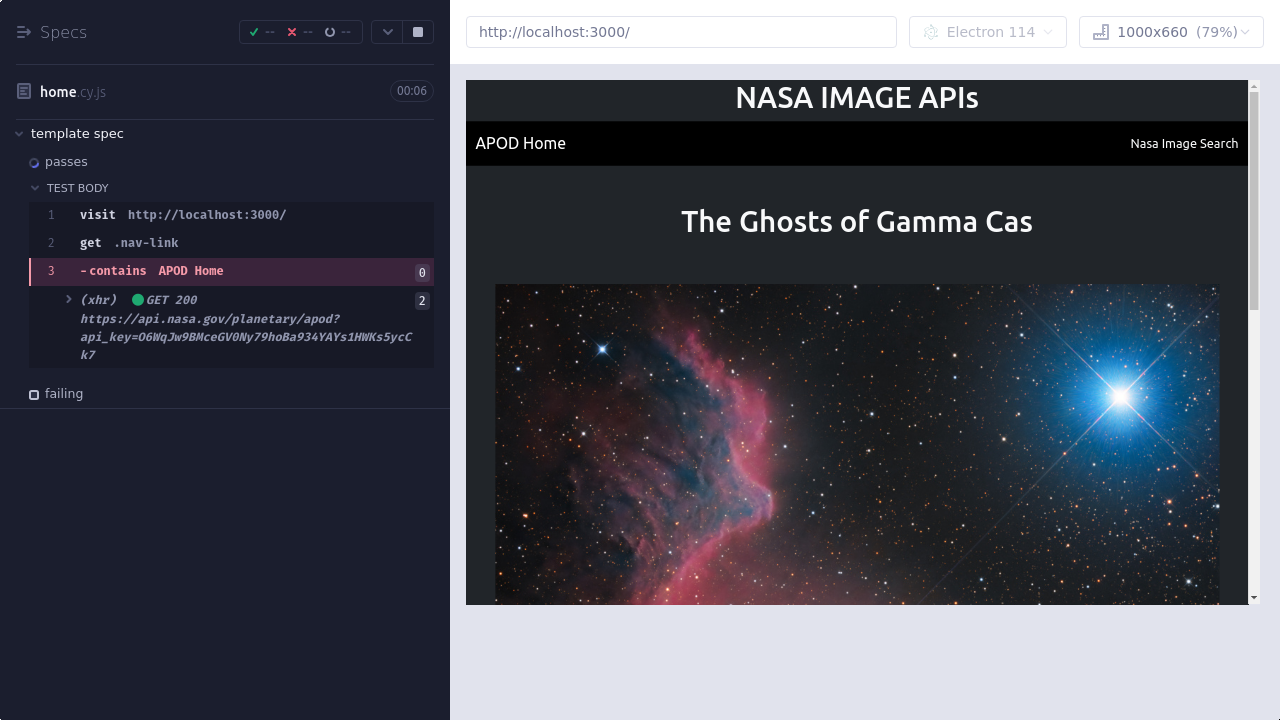 Specs
-- -- --
http://localhost:3000/
Electron 114
1000x660 (79%)
home.cy.js
00:06
template spec
passes
TEST BODY
1 visit http://localhost:3000/
2 get .nav-link
3 -contains APOD Home 0
(xhr) GET 200 2
https://api.nasa.gov/planetary/apod?
api_key=O6WqJw9BMceGV0Ny79hoBa934YAYs1HWKs5ycC
k7
failing
NASA IMAGE APIs
APOD Home
Nasa Image Search
The Ghosts of Gamma Cas